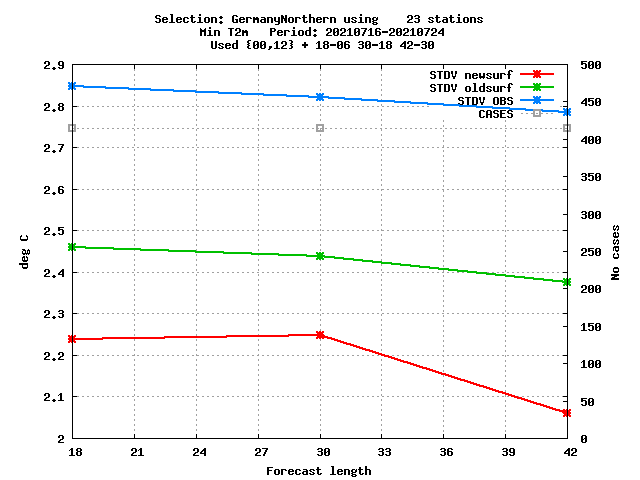 Selection: GermanyNorthern using    23 stations
Min T2m   Period: 20210716-20210724
Used {00,12} + 18-06 30-18 42-30
STDV newsurf
STDV oldsurf
STDV OBS
CASES
2.9
2.8
2.7
2.6
2.5
2.4
2.3
2.2
2.1
2
deg C
500
450
400
350
300
250
200
150
100
50
0
No cases
18 21 24 27 30 33 36 39 42
Forecast length